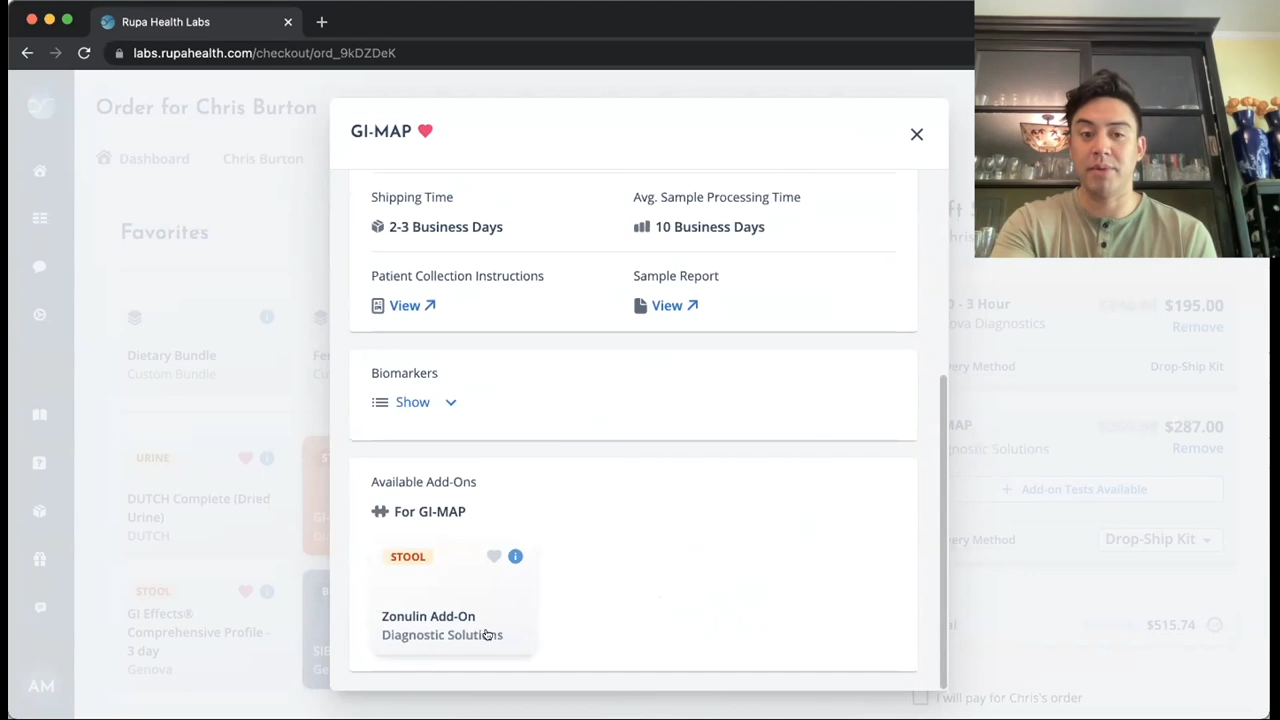 Rupa Health Labs
labs.rupahealth.com/checkout/ord_9kDZDeK
Order for Chris Burton
Dashboard
Chris Burton
Favorites
Dietary Bundle
Custom Bundle
URINE
DUTCH Complete (Dried
Urine)
DUTCH
STOOL
GI Effects®
Comprehensive Profile -
3 day
Genova
AM
GI-MAP
Shipping Time
2-3 Business Days
Avg. Sample Processing Time
10 Business Days
Patient Collection Instructions
View
Sample Report
View
Biomarkers
Show
Available Add-Ons
For GI-MAP
STOOL
Zonulin Add-On
Diagnostic Solutions
- 3 Hour
$195.00
Diagnostics
Remove
Method
Drop-Ship Kit
$287.00
Solutions
Remove
+ Add-on Tests Available
Method
Drop-Ship Kit
$515.74
I will pay for Chris's order